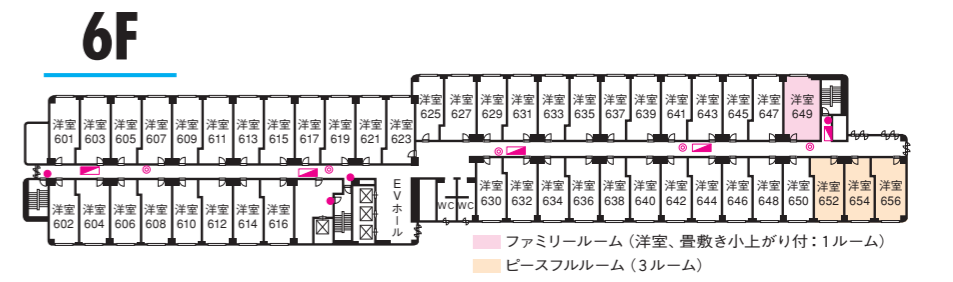 6F
洋室 625 洋室 627 洋室 629 洋室 631 洋室 633 洋室 635 洋室 637 洋室 639 洋室 641 洋室 643 洋室 645 洋室 647 洋室 649
洋室 601 洋室 603 洋室 605 洋室 607 洋室 609 洋室 611 洋室 613 洋室 615 洋室 617 洋室 619 洋室 621 洋室 623
洋室 602 洋室 604 洋室 606 洋室 608 洋室 610 洋室 612 洋室 614 洋室 616
EVホール
WC WC
洋室 630 洋室 632 洋室 634 洋室 636 洋室 638 洋室 640 洋室 642 洋室 644 洋室 646 洋室 648 洋室 650 洋室 652 洋室 654 洋室 656
ファミリールーム（洋室、畳敷き小上がり付：1ルーム）
ピースフルルーム（3ルーム）